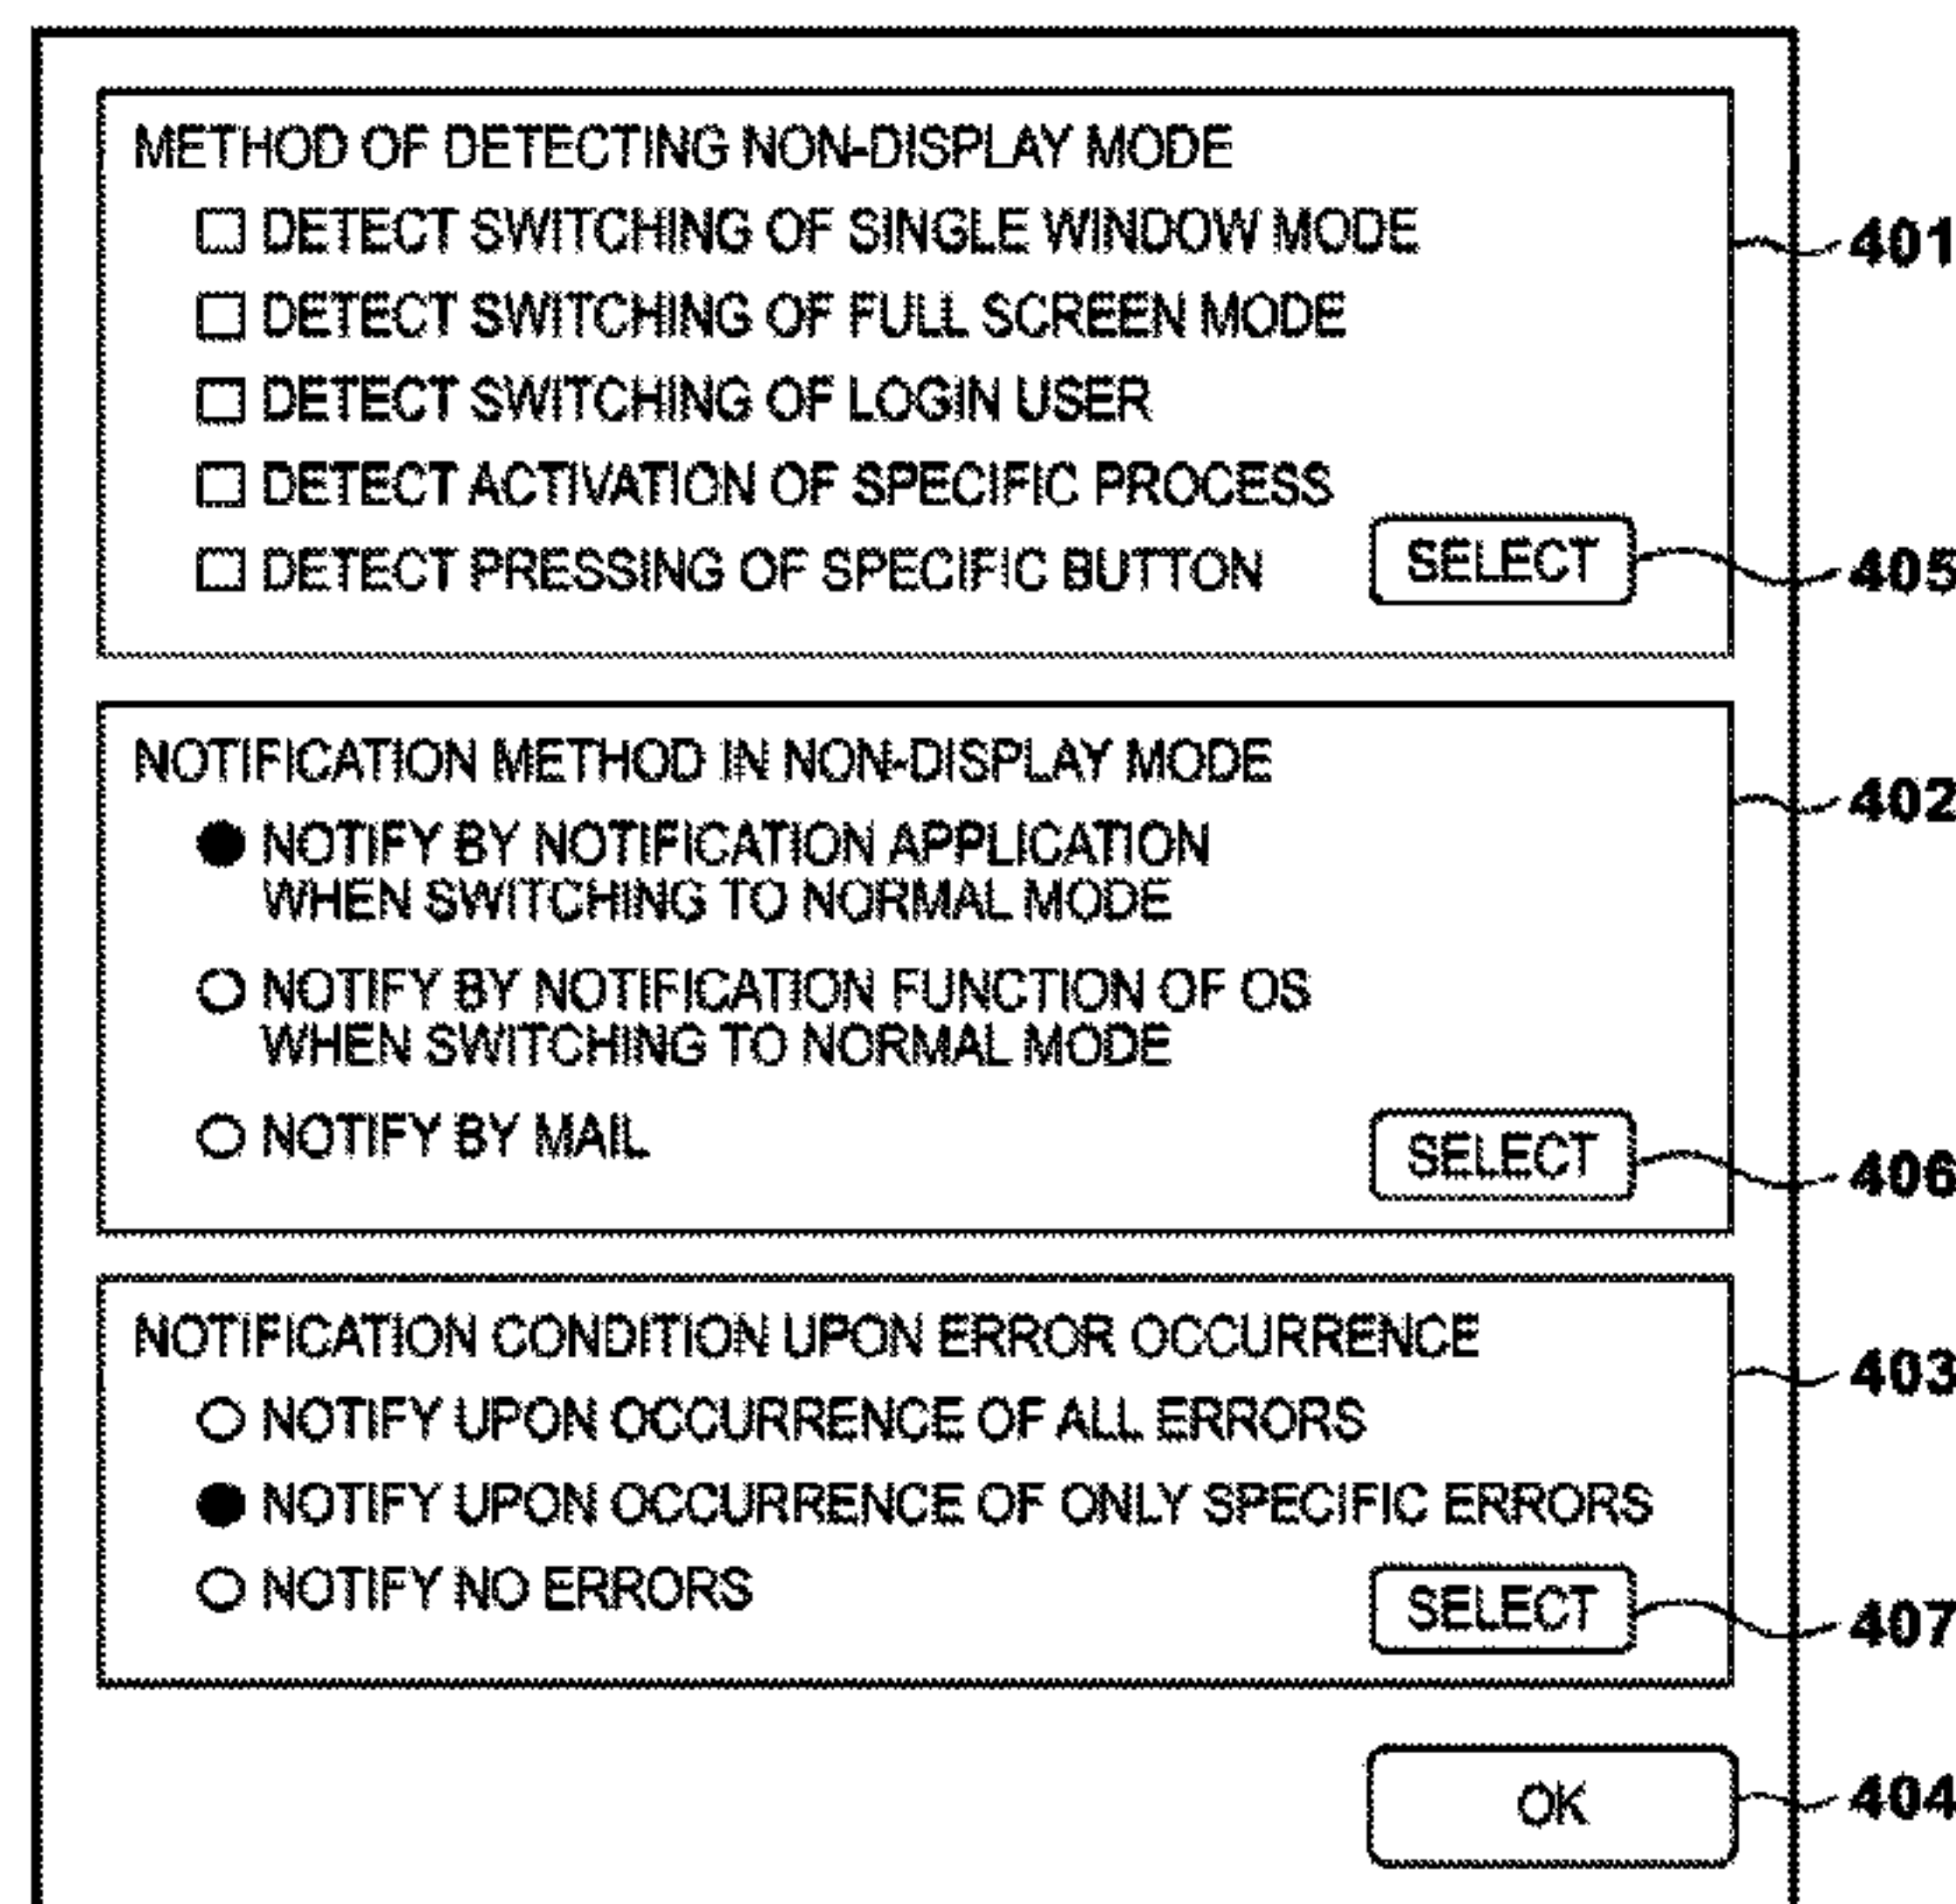 METHOD OF DETECTING NON-DISPLAY MODE
DETECT SWITCHING OF SINGLE WINDOW MODE
401
DETECT SWITCHING OF FULL SCREEN MODE
DETECT SWITCHING OF LOGIN USER
DETECT ACTIVATION OF SPECIFIC PROCESS
DETECT PRESSING OF SPECIFIC BUTTON
SELECT
405
NOTIFICATION METHOD IN NON-DISPLAY MODE
402
NOTIFY BY NOTIFICATION APPLICATION
WHEN SWITCHING TO NORMAL MODE
NOTIFY BY NOTIFICATION FUNCTION OF OS
WHEN SWITCHING TO NORMAL MODE
NOTIFY BY MAIL
SELECT
406
NOTIFICATION CONDITION UPON ERROR OCCURRENCE
403
NOTIFY UPON OCCURRENCE OF ALL ERRORS
NOTIFY UPON OCCURRENCE OF ONLY SPECIFIC ERRORS
NOTIFY NO ERRORS
SELECT
407
OK
404